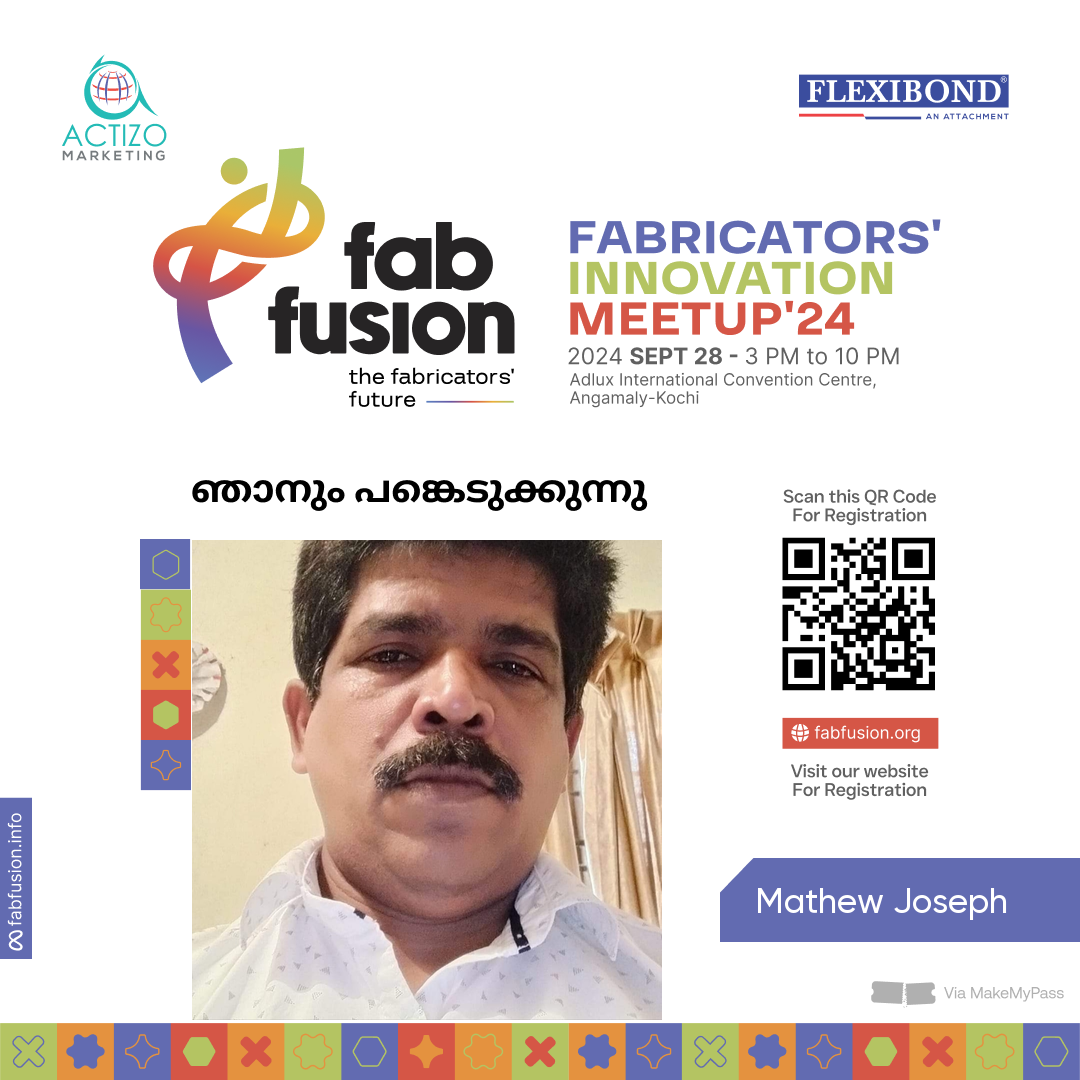 ACTIZO
MARKETING
FLEXIBOND®
AN ATTACHMENT
fab
fusion
the fabricators'
future
FABRICATORS'
INNOVATION
MEETUP'24
2024 SEPT 28 - 3 PM to 10 PM
Adlux International Convention Centre,
Angamaly-Kochi
ഞാനും പങ്കെടുക്കുന്നു
Scan this QR Code
For Registration
fabfusion.org
Visit our website
For Registration
fabfusion.info
Mathew Joseph
Via MakeMyPass